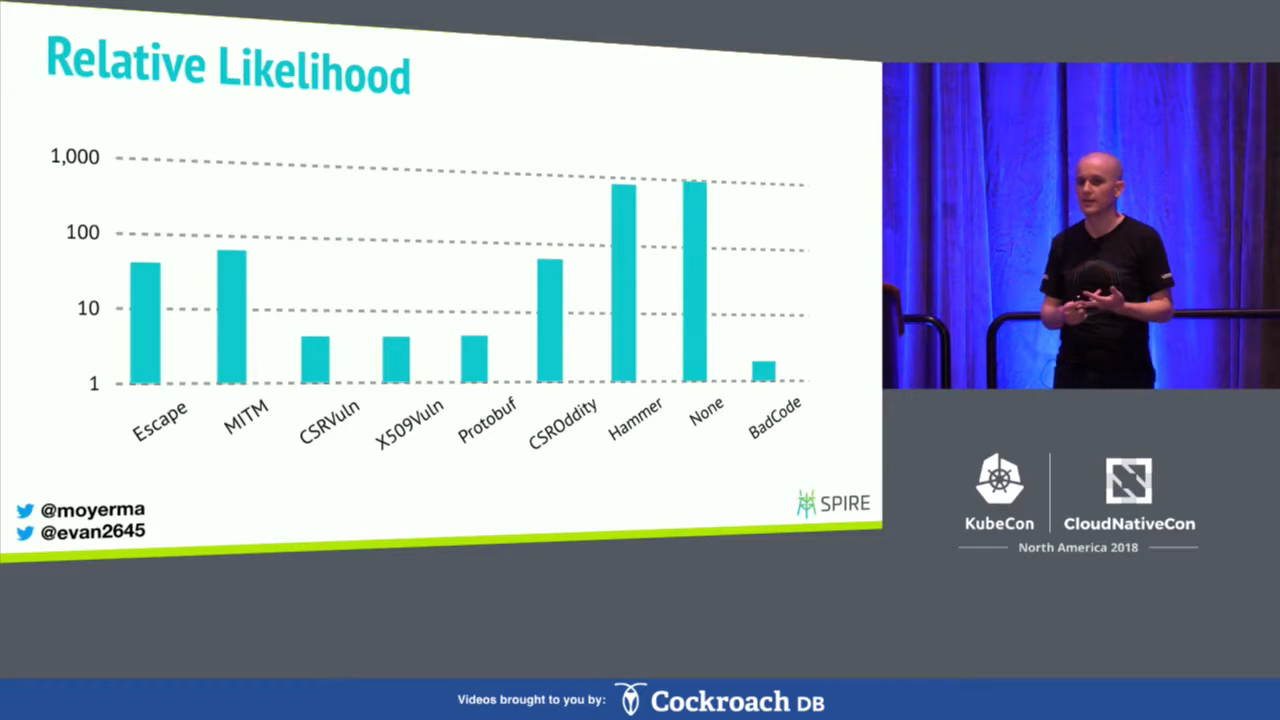 Relative Likelihood
1,000
100
10
1
Escape
MITM
CSRVuln
X509Vuln
Protobuf
CSROddity
Hammer
None
BadCode
@moyerma
@evan2645
SPIRE
KubeCon
CloudNativeCon
North America 2018
Videos brought to you by:
Cockroach DB